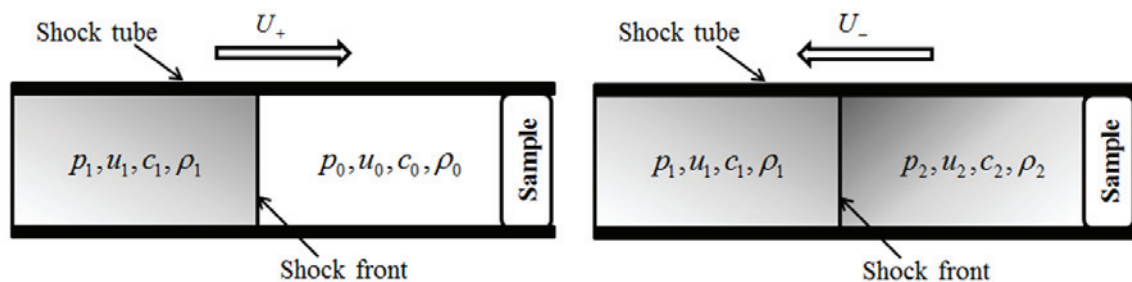 Shock tube
U₊
p₁, u₁, c₁, ρ₁
p₀, u₀, c₀, ρ₀
Sample
Shock front
Shock tube
U₋
p₁, u₁, c₁, ρ₁
p₂, u₂, c₂, ρ₂
Sample
Shock front